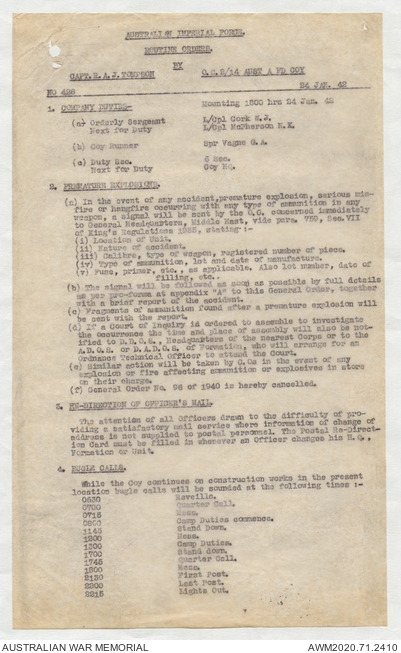 AUSTRALIAN IMPERIAL FORCE.
ROUTINE ORDERS.
BY
CAPT. R.A.J. TOMPSON O.C. 2/14 AUST A FD COY
NO 428 24 JAN. 42
1. COMPANY DUTIES- Mounting 1800 hrs 24 Jan. 42
(a) Orderly Sergeant L/Cpl Cork E.J.
Next for Duty L/Cpl McPherson M.K.
(b) Coy Runner Spr Vagne G.A.
(c) Duty Sec. 6 Sec.
Next for Duty Coy HQ.
2. PREMATURE EXPLOSIONS.
(a) In the event of any accident, premature explosion, serious mis-
fire or hangfire occurring with any type of ammunition in any
weapon, a signal will be sent by the O.C. concerned immediately
to General Headquarters, Middle East, vide para. 750, Sec. VII
of King's Regulations 1935, stating :-
(i) Location of Unit.
(ii) Nature of accident.
(iii) Calibre, type of weapon, registered number of piece.
(iv) Type of ammunition, lot and date of manufacture.
(v) Fuse, primer, etc., as applicable. Also lot number, date of
filling, etc.
(b) The signal will be followed as soon as possible by full details
as per pro-forma at appendix "A" to this General Order, together
with a brief report of the accident.
(c) Fragments of ammunition found after a premature explosion will
be sent with the report.
(d) If a Court of Inquiry is ordered to assemble to investigate
the occurrence the time and place of assembly will also be not-
ified to D.D.O.S., Headquarters of the nearest Corps or to the
A.D.O.S. or D.A.D.O.S. of Formation, who will arrange for an
Ordnance Technical Officer to attend the Court.
(e) Similar action will be taken by C.Os in the event of any
explosion or fire affecting ammunition or explosives in store
on their charge.
(f) General Order No. 96 of 1940 is hereby cancelled.
3. RE-DIRECTION OF OFFICER'S MAIL.
The attention of all Officers drawn to the difficulty of pro-
viding a satisfactory mail service where information of change of
address is not supplied to postal personnel. The Postal Re-Direct-
ion Card must be filled in whenever an Officer changes his H.Q.,
Formation or Unit.
4. BUGLE CALLS.
While the Coy continues on construction works in the present
location bugle calls will be sounded at the following times :-
0630 Reveille.
0700 Quarter Call.
0715 Mess.
0800 Camp Duties commence.
1145 Stand Down.
1200 Mess.
1300 Camp Duties.
1700 Stand down.
1745 Quarter Call.
1800 Mess.
2130 First Post.
2200 Last Post.
2215 Lights Out.
AUSTRALIAN WAR MEMORIAL AWM2020.71.2410